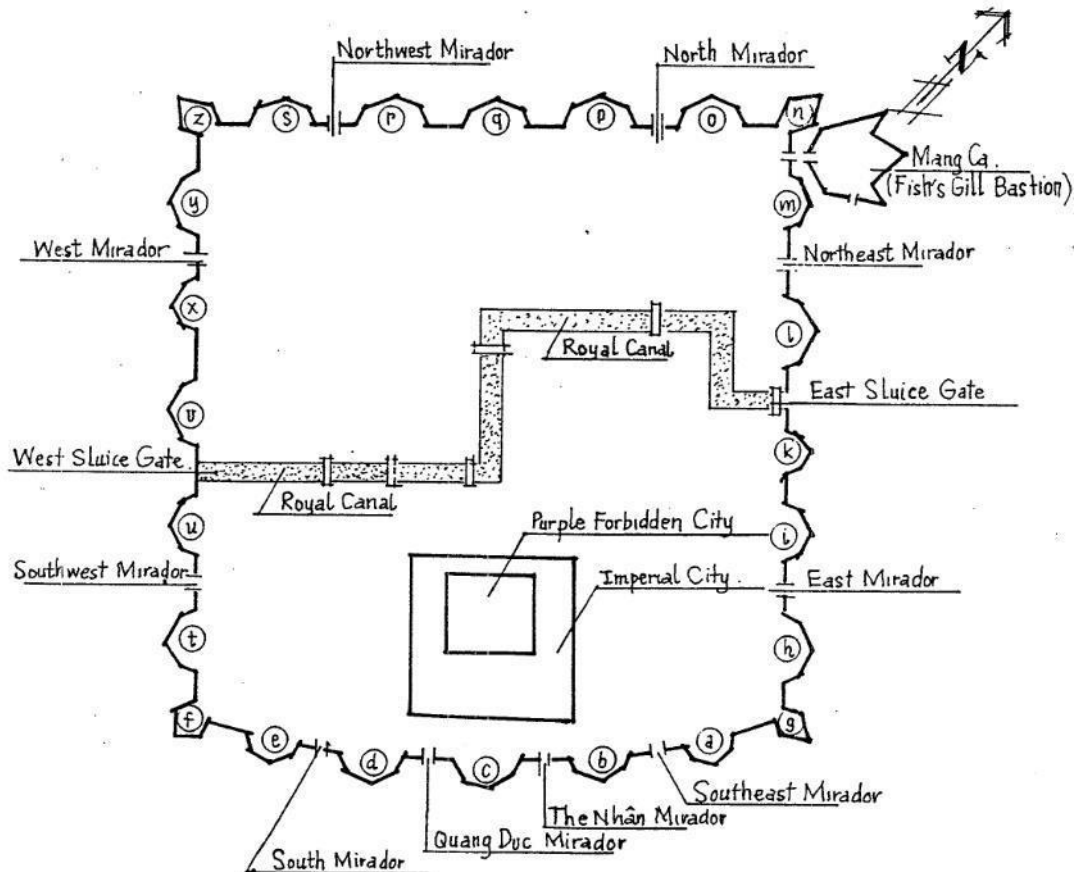 Northwest Mirador
North Mirador
N
z
s
r
q
p
o
n
Mang Ca.
(Fish's Gill Bastion)
y
m
West Mirador
Northeast Mirador
x
l
Royal Canal
v
East Sluice Gate
k
West Sluice Gate
Royal Canal
u
Purple Forbidden City
i
Southwest Mirador
Imperial City
East Mirador
t
h
f
g
e
d
c
b
a
Southeast Mirador
The Nhân Mirador
Quang Duc Mirador
South Mirador